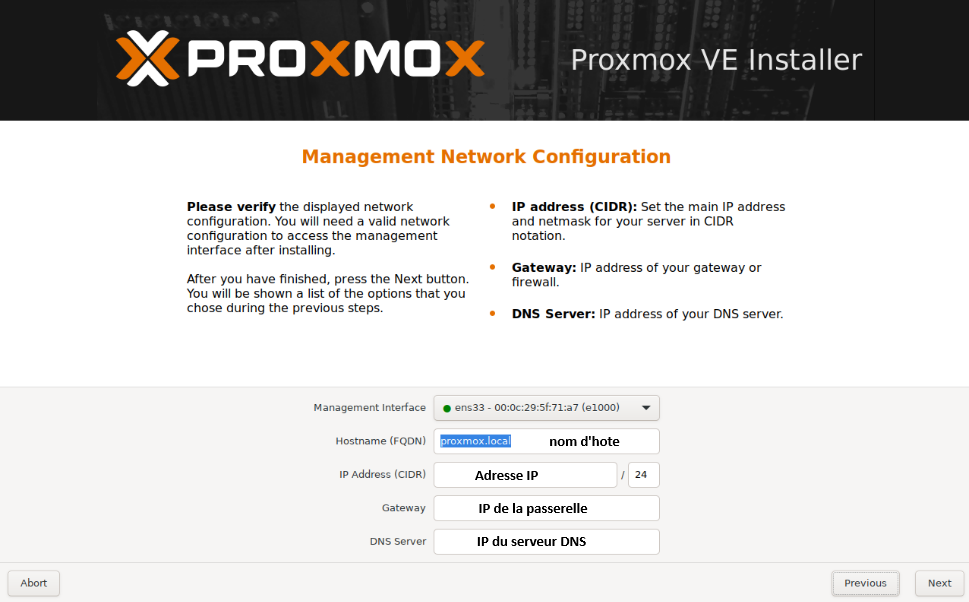 PROXMOX
Proxmox VE Installer
Management Network Configuration
Please verify the displayed network
configuration. You will need a valid network
configuration to access the management
interface after installing.
After you have finished, press the Next button.
You will be shown a list of the options that you
chose during the previous steps.
• IP address (CIDR): Set the main IP address
and netmask for your server in CIDR
notation.
• Gateway: IP address of your gateway or
firewall.
• DNS Server: IP address of your DNS server.
Management Interface ens33 - 00:0c:29:5f:71:a7 (e1000)
Hostname (FQDN) proxmox.local nom d'hote
IP Address (CIDR) Adresse IP / 24
Gateway IP de la passerelle
DNS Server IP du serveur DNS
Abort Previous Next